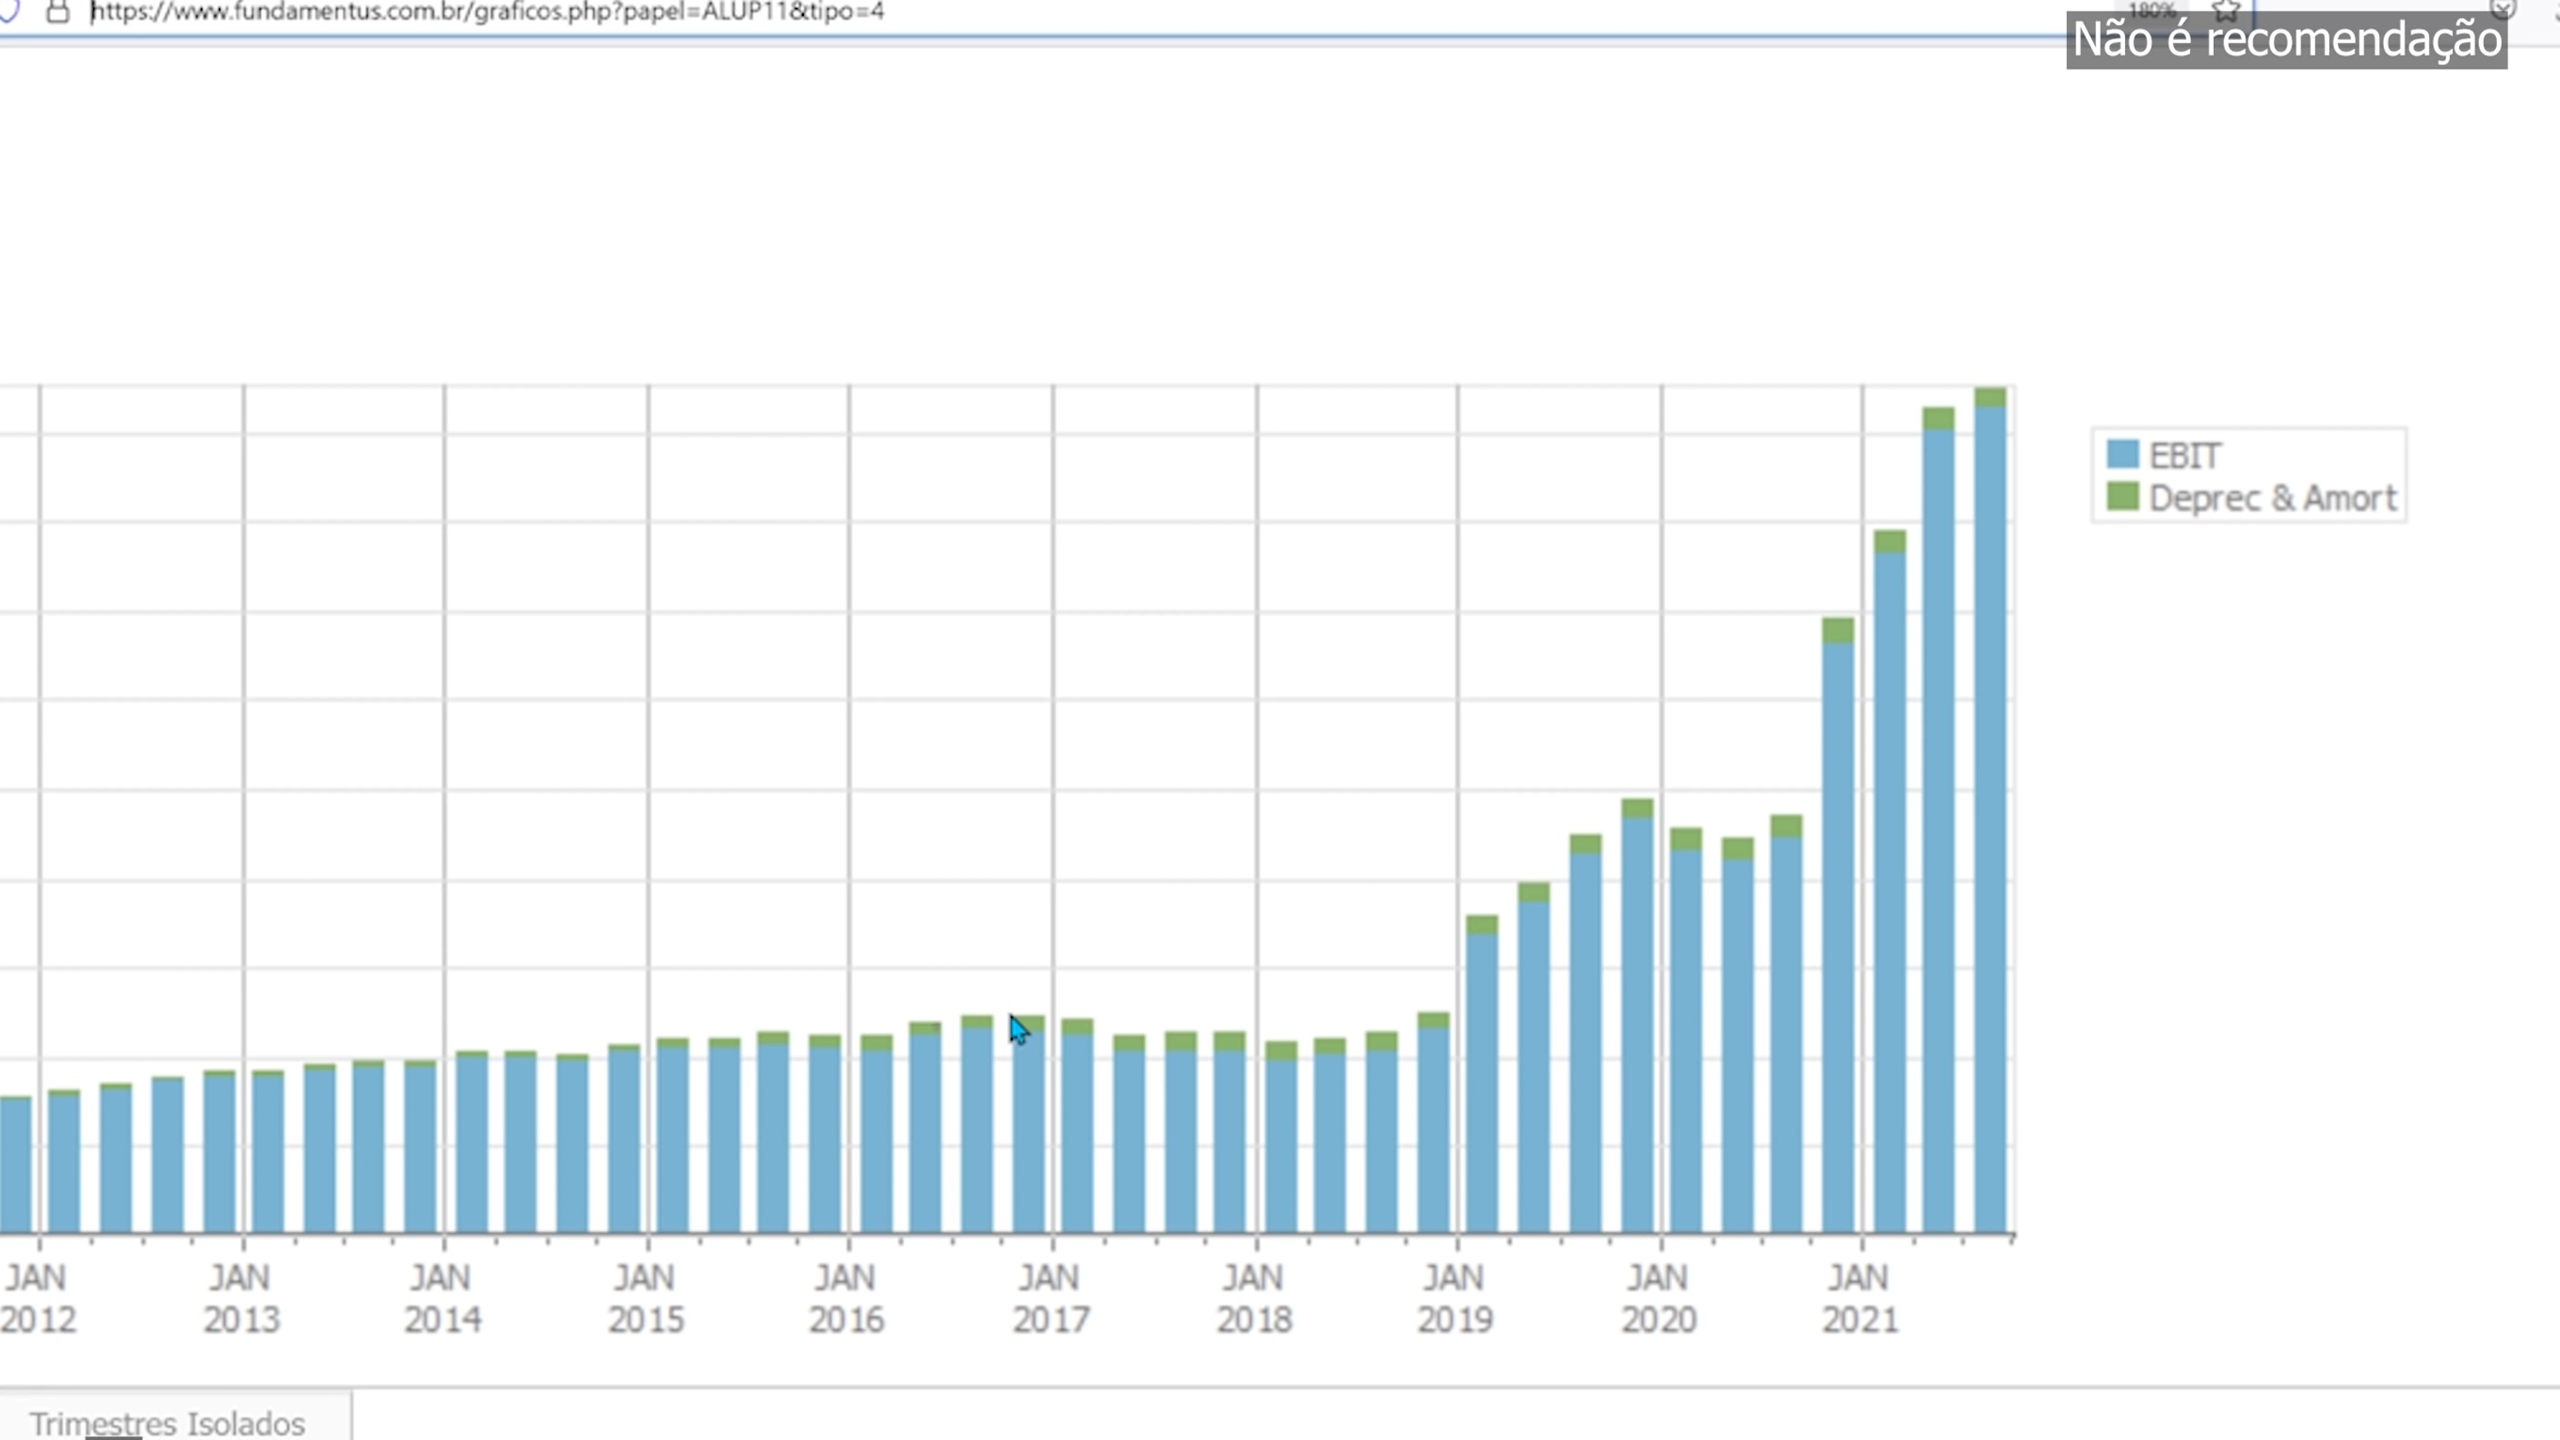 https://www.fundamentus.com.br/graficos.php?papel=ALUP11&tipo=4
180%
Não é recomendação
EBIT
Deprec & Amort
JAN JAN JAN JAN JAN JAN JAN JAN JAN JAN
2012 2013 2014 2015 2016 2017 2018 2019 2020 2021
Trimestres Isolados